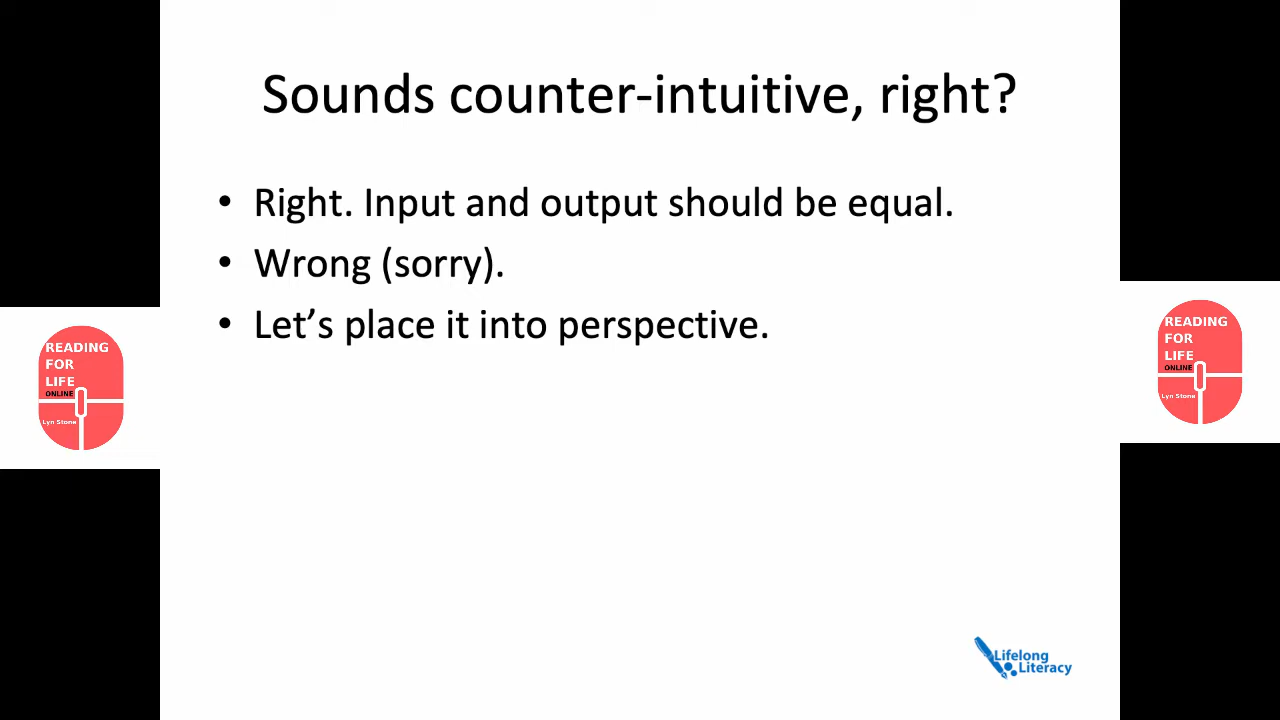 Sounds counter-intuitive, right?
• Right. Input and output should be equal.
• Wrong (sorry).
• Let’s place it into perspective.
READING
FOR
LIFE
ONLINE
Lyn Stone
READING
FOR
LIFE
ONLINE
Lyn Stone
Lifelong
Literacy